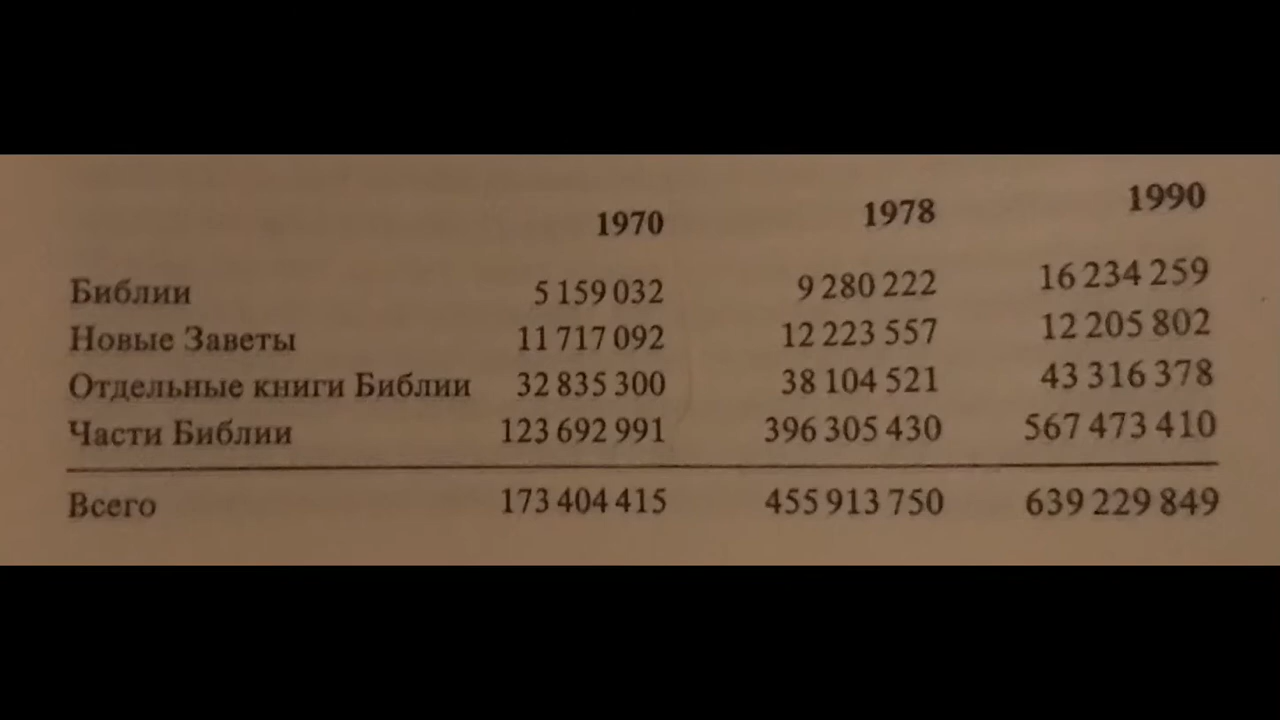 1970 1978 1990
Библии 5 159 032 9 280 222 16 234 259
Новые Заветы 11 717 092 12 223 557 12 205 802
Отдельные книги Библии 32 835 300 38 104 521 43 316 378
Части Библии 123 692 991 396 305 430 567 473 410
Всего 173 404 415 455 913 750 639 229 849